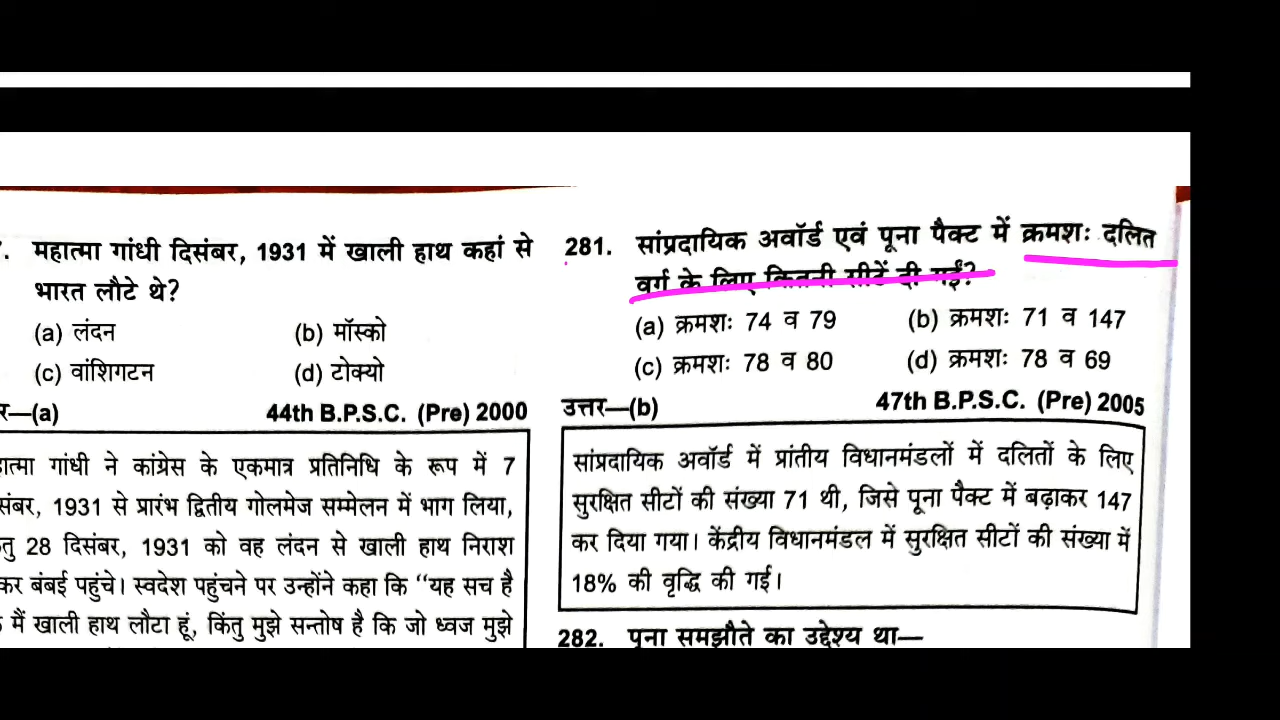 महात्मा गांधी दिसंबर, 1931 में खाली हाथ कहां से
भारत लौटे थे?
(a) लंदन (b) मॉस्को
(c) वांशिगटन (d) टोक्यो
—(a) 44th B.P.S.C. (Pre) 2000
गांधी ने कांग्रेस के एकमात्र प्रतिनिधि के रूप में 7
1931 से प्रारंभ द्वितीय गोलमेज सम्मेलन में भाग लिया,
28 दिसंबर, 1931 को वह लंदन से खाली हाथ निराश
बंबई पहुंचे। स्वदेश पहुंचने पर उन्होंने कहा कि “यह सच है
मैं खाली हाथ लौटा हूं, किंतु मुझे सन्तोष है कि जो ध्वज मुझे
281. सांप्रदायिक अवॉर्ड एवं पूना पैक्ट में क्रमशः दलित
वर्ग के लिए कितनी सीटें दी गईं?
(a) क्रमशः 74 व 79 (b) क्रमशः 71 व 147
(c) क्रमशः 78 व 80 (d) क्रमशः 78 व 69
उत्तर—(b) 47th B.P.S.C. (Pre) 2005
सांप्रदायिक अवॉर्ड में प्रांतीय विधानमंडलों में दलितों के लिए
सुरक्षित सीटों की संख्या 71 थी, जिसे पूना पैक्ट में बढ़ाकर 147
कर दिया गया। केंद्रीय विधानमंडल में सुरक्षित सीटों की संख्या में
18% की वृद्धि की गई।
282. पूना समझौते का उद्देश्य था—